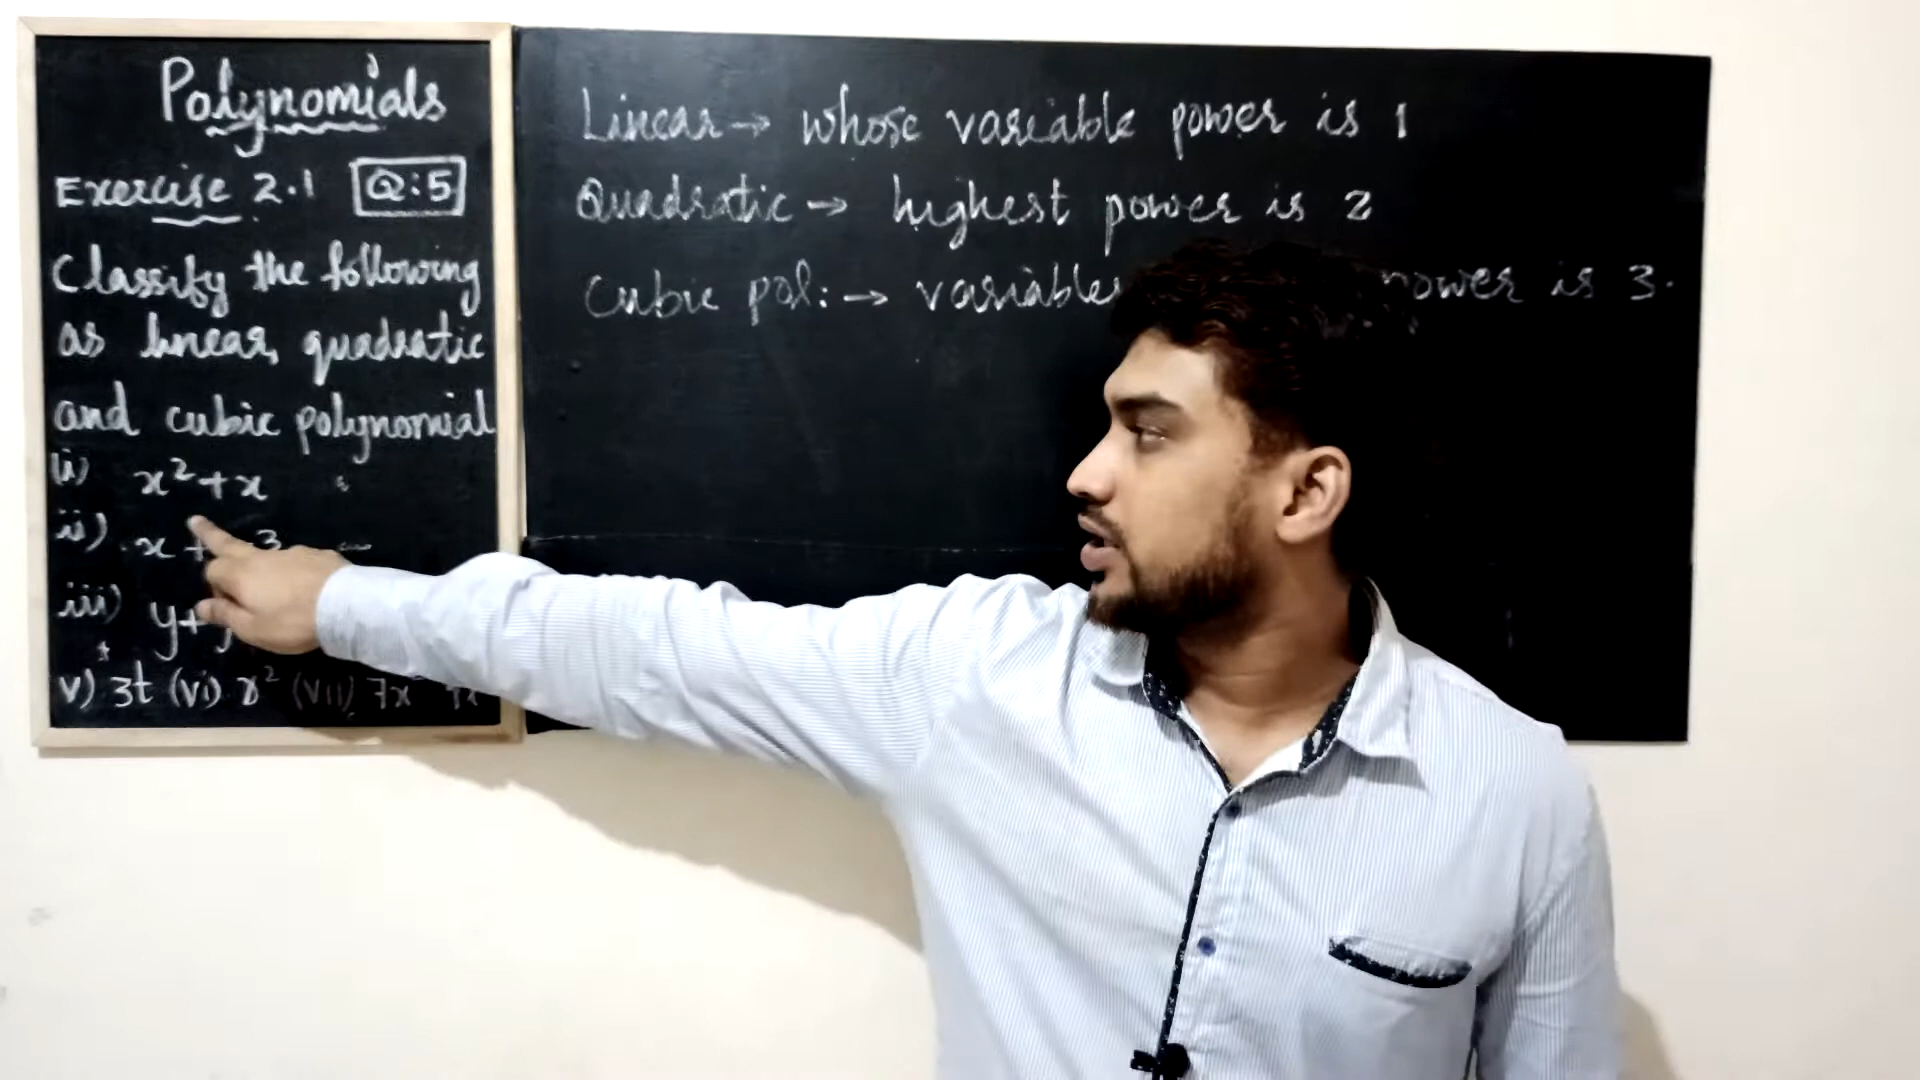 Polynomials
Exercise 2.1 Q:5
Classify the following
as linear, quadratic
and cubic polynomial
(i) x²+x
ii) x + 3
iii) y+
v) 3t (vi) r² (vii) 7x
Linear → whose variable power is 1
Quadratic → highest power is 2
Cubic pol: → variables power is 3.